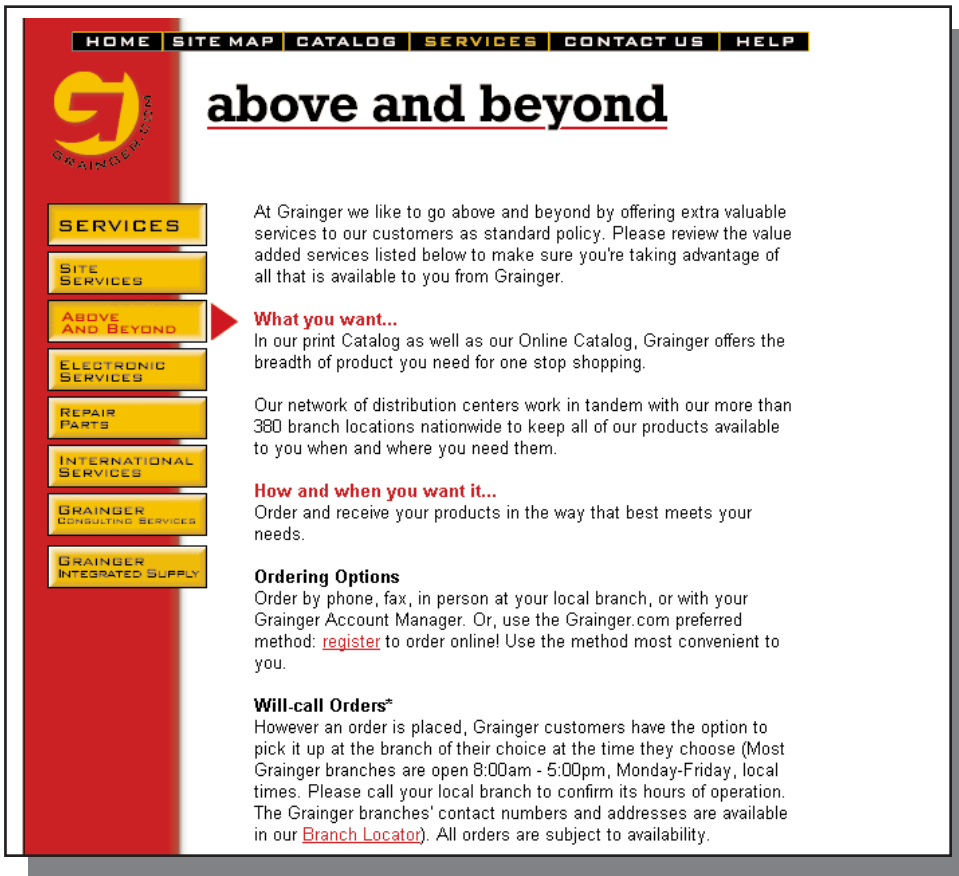 HOME SITE MAP CATALOG SERVICES CONTACT US HELP
GRAINGER.COM
above and beyond
SERVICES
SITE
SERVICES
ABOVE
AND BEYOND
ELECTRONIC
SERVICES
REPAIR
PARTS
INTERNATIONAL
SERVICES
GRAINGER
CONSULTING SERVICES
GRAINGER
INTEGRATED SUPPLY
At Grainger we like to go above and beyond by offering extra valuable
services to our customers as standard policy. Please review the value
added services listed below to make sure you're taking advantage of
all that is available to you from Grainger.
What you want...
In our print Catalog as well as our Online Catalog, Grainger offers the
breadth of product you need for one stop shopping.
Our network of distribution centers work in tandem with our more than
380 branch locations nationwide to keep all of our products available
to you when and where you need them.
How and when you want it...
Order and receive your products in the way that best meets your
needs.
Ordering Options
Order by phone, fax, in person at your local branch, or with your
Grainger Account Manager. Or, use the Grainger.com preferred
method: register to order online! Use the method most convenient to
you.
Will-call Orders*
However an order is placed, Grainger customers have the option to
pick it up at the branch of their choice at the time they choose (Most
Grainger branches are open 8:00am - 5:00pm, Monday-Friday, local
times. Please call your local branch to confirm its hours of operation.
The Grainger branches' contact numbers and addresses are available
in our Branch Locator). All orders are subject to availability.